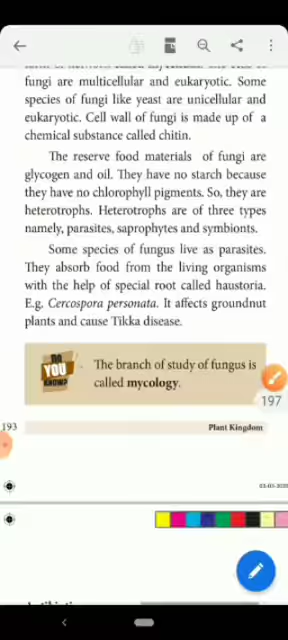 fungi are multicellular and eukaryotic. Some
species of fungi like yeast are unicellular and
eukaryotic. Cell wall of fungi is made up of a
chemical substance called chitin.
The reserve food materials of fungi are
glycogen and oil. They have no starch because
they have no chlorophyll pigments. So, they are
heterotrophs. Heterotrophs are of three types
namely, parasites, saprophytes and symbionts.
Some species of fungus live as parasites.
They absorb food from the living organisms
with the help of special root called haustoria.
E.g. Cercospora personata. It affects groundnut
plants and cause Tikka disease.
Do
YOU
KNOW?
The branch of study of fungus is
called mycology.
197
193
Plant Kingdom